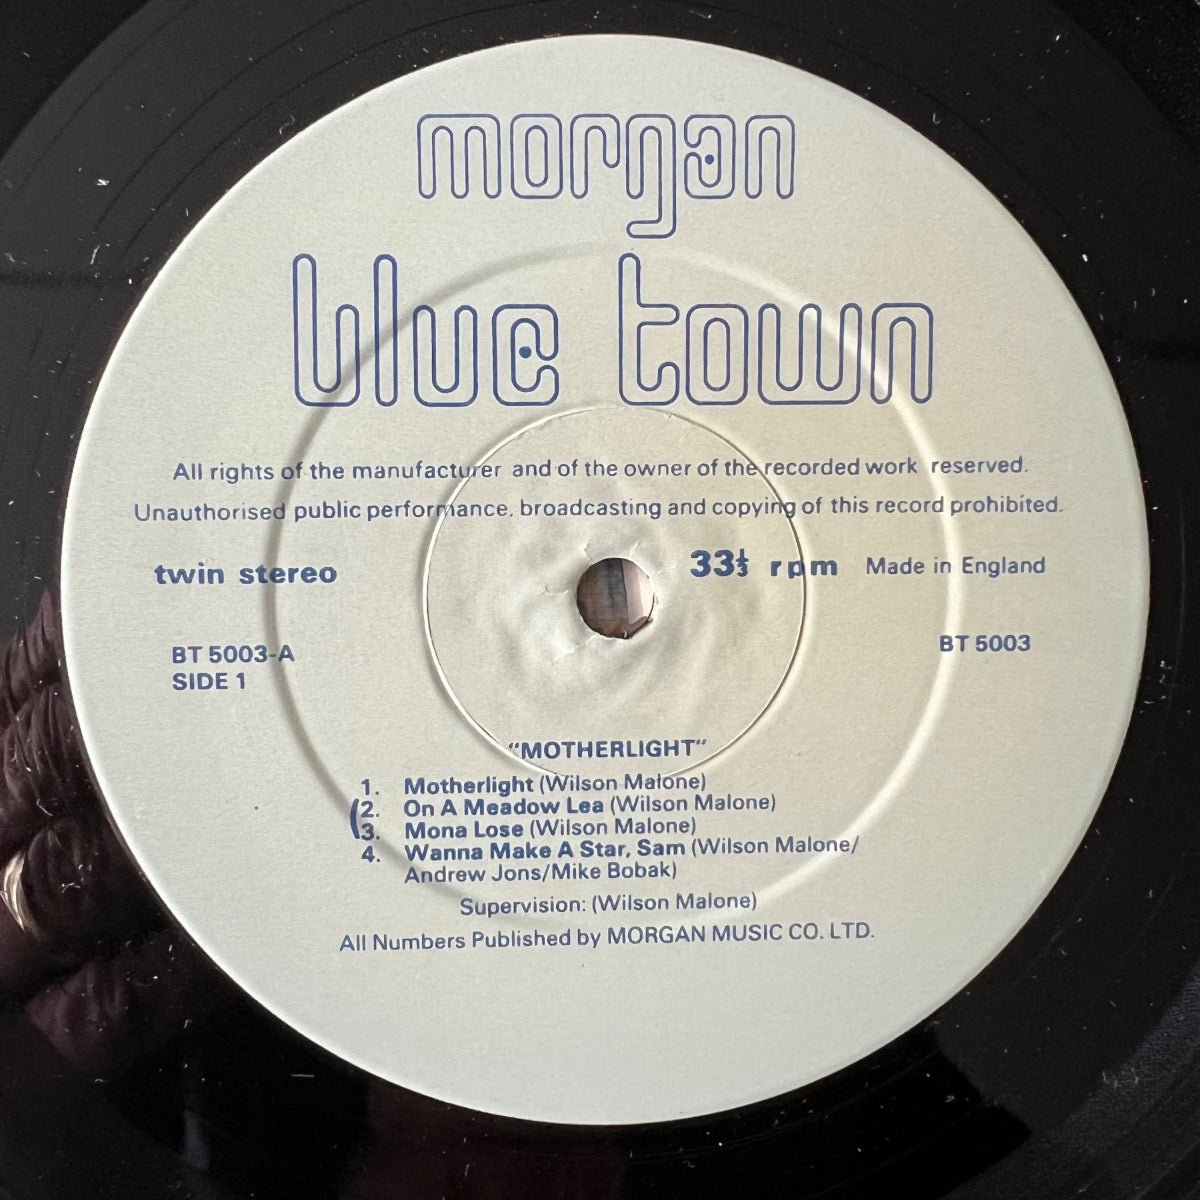 morgan
blue town
All rights of the manufacturer and of the owner of the recorded work reserved.
Unauthorised public performance, broadcasting and copying of this record prohibited.
twin stereo 33⅓ rpm Made in England
BT 5003-A BT 5003
SIDE 1
"MOTHERLIGHT"
1. Motherlight (Wilson Malone)
(2. On A Meadow Lea (Wilson Malone)
(3. Mona Lose (Wilson Malone)
4. Wanna Make A Star, Sam (Wilson Malone/
Andrew Jons/Mike Bobak)
Supervision: (Wilson Malone)
All Numbers Published by MORGAN MUSIC CO. LTD.